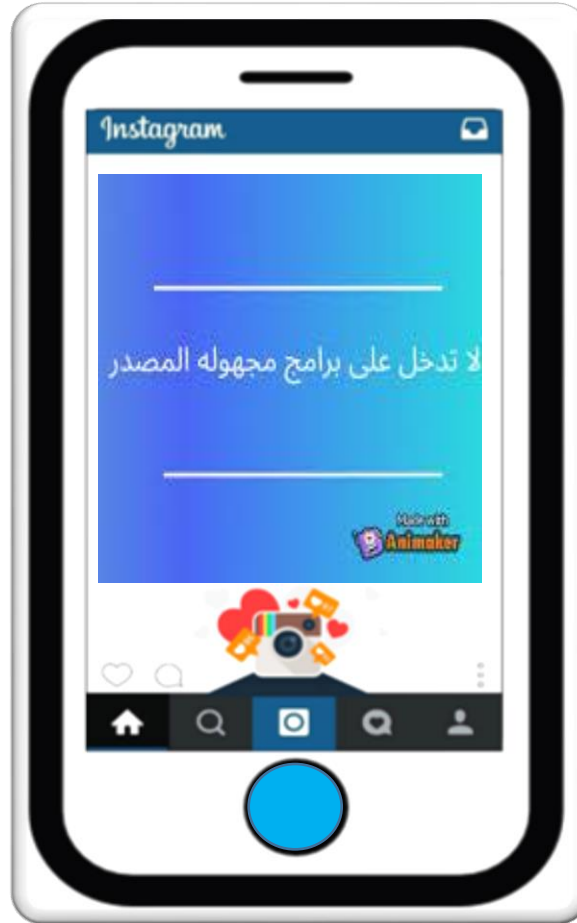 Instagram
لا تدخل على برامج مجهوله المصدر
Made with
Animaker